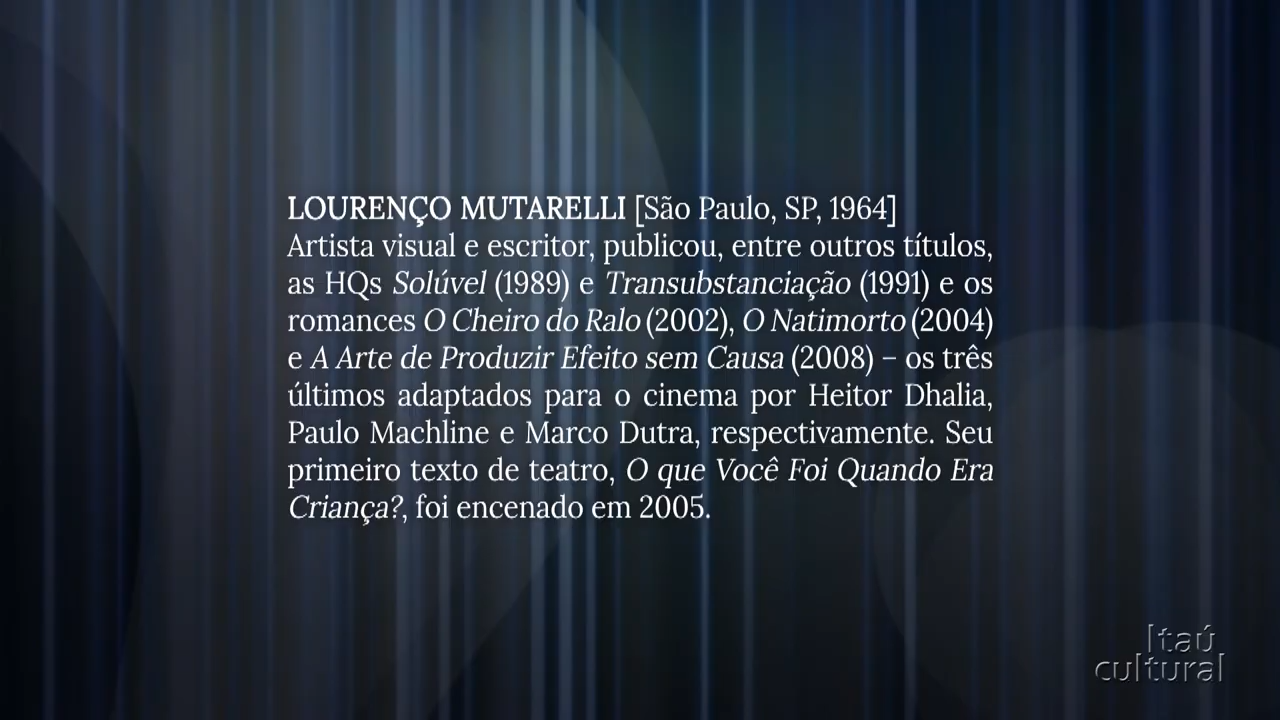 LOURENÇO MUTARELLI [São Paulo, SP, 1964]
Artista visual e escritor, publicou, entre outros títulos,
as HQs Solúvel (1989) e Transubstanciação (1991) e os
romances O Cheiro do Ralo (2002), O Natimorto (2004)
e A Arte de Produzir Efeito sem Causa (2008) – os três
últimos adaptados para o cinema por Heitor Dhalia,
Paulo Machline e Marco Dutra, respectivamente. Seu
primeiro texto de teatro, O que Você Foi Quando Era
Criança?, foi encenado em 2005.
Itaú
cultural